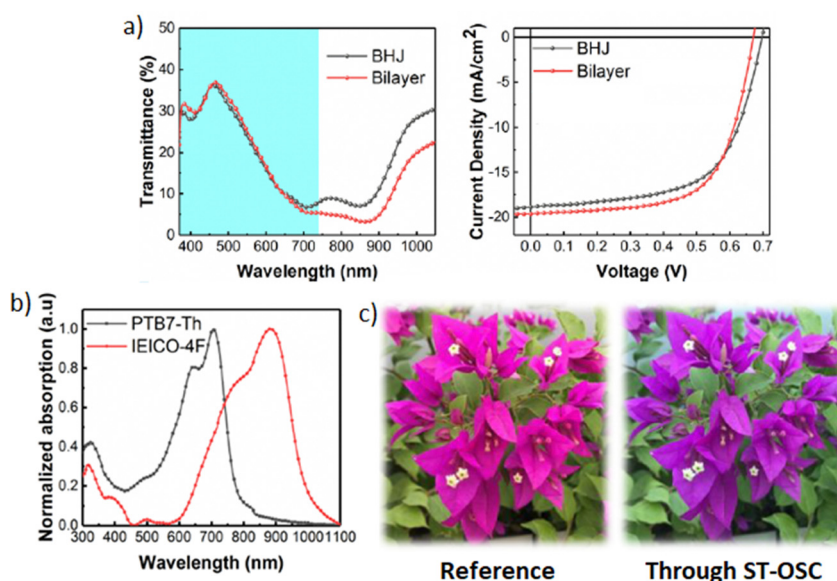 a)
50
40
30
20
10
0
Transmittance (%)
BHJ
Bilayer
400 500 600 700 800 900 1000
Wavelength (nm)
0
-5
-10
-15
-20
Current Density (mA/cm²)
BHJ
Bilayer
0.0 0.1 0.2 0.3 0.4 0.5 0.6 0.7
Voltage (V)
b)
1.0
0.8
0.6
0.4
0.2
0.0
Normalized absorption (a.u)
PTB7-Th
IEICO-4F
300 400 500 600 700 800 900 1000 1100
Wavelength (nm)
c)
Reference
Through ST-OSC